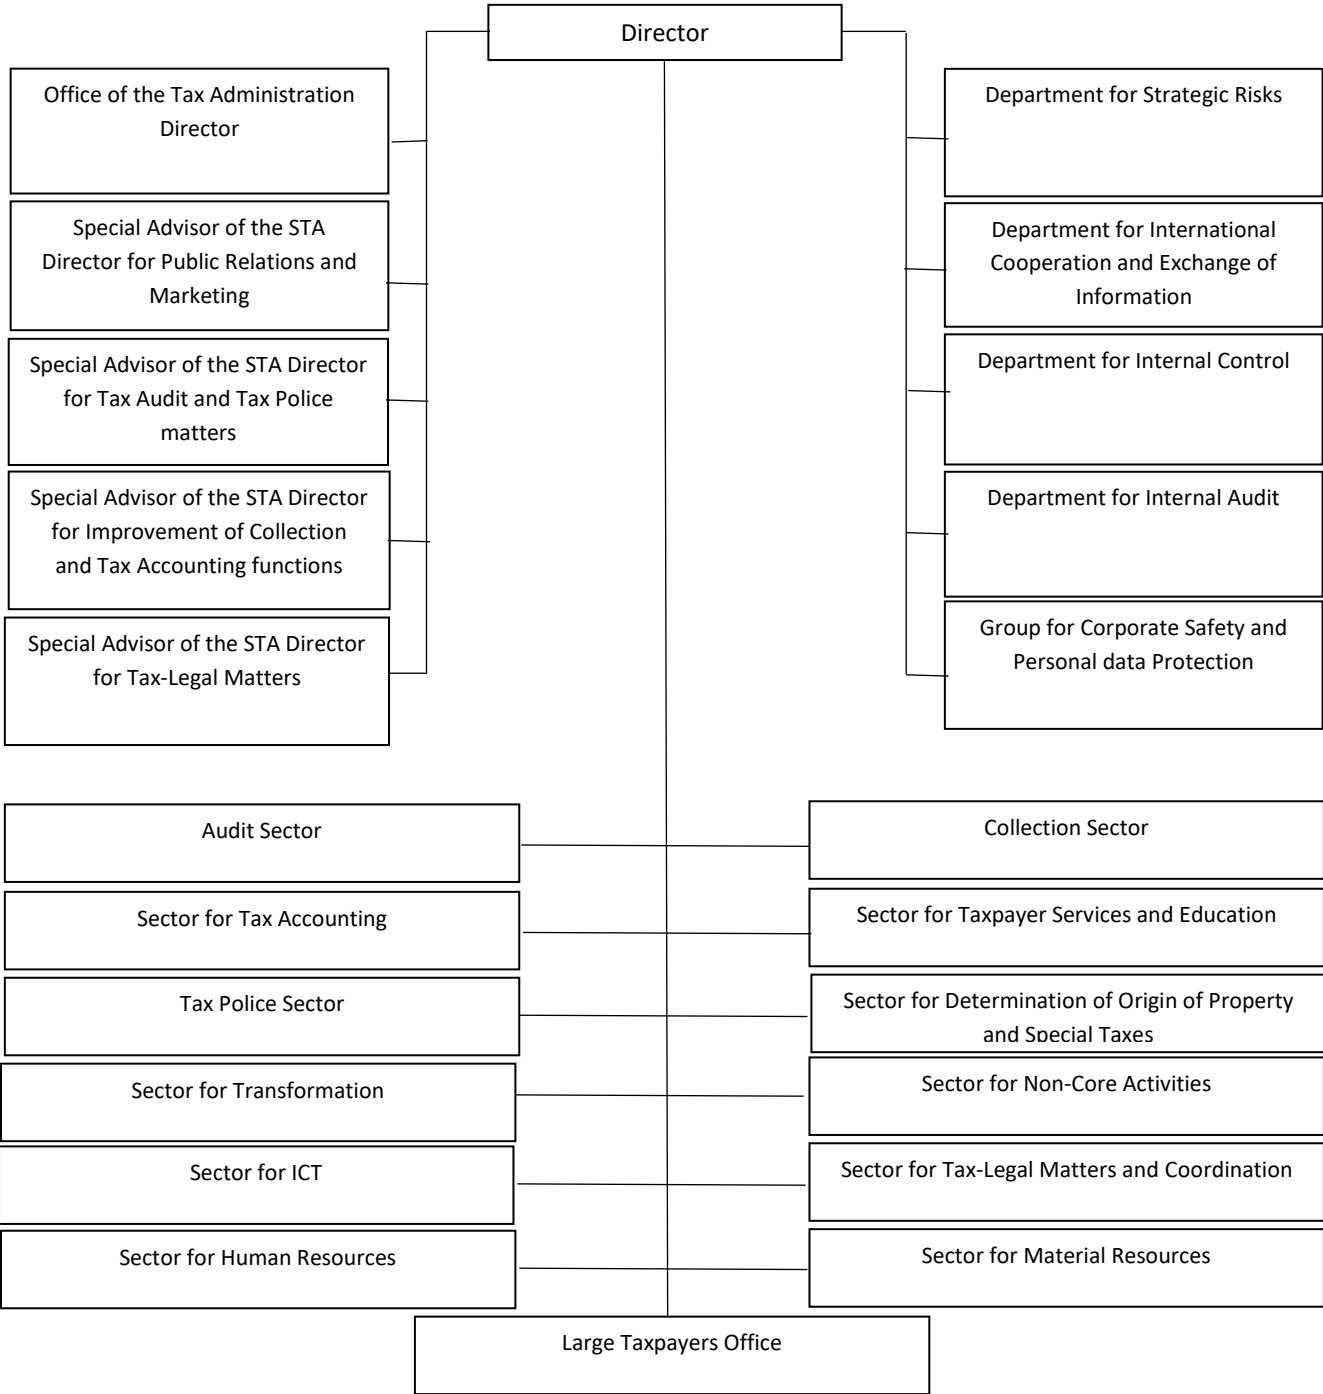 Director
Office of the Tax Administration
Director
Special Advisor of the STA
Director for Public Relations and
Marketing
Special Advisor of the STA Director
for Tax Audit and Tax Police
matters
Special Advisor of the STA Director
for Improvement of Collection
and Tax Accounting functions
Special Advisor of the STA Director
for Tax-Legal Matters
Department for Strategic Risks
Department for International
Cooperation and Exchange of
Information
Department for Internal Control
Department for Internal Audit
Group for Corporate Safety and
Personal data Protection
Audit Sector
Collection Sector
Sector for Tax Accounting
Sector for Taxpayer Services and Education
Tax Police Sector
Sector for Determination of Origin of Property
and Special Taxes
Sector for Transformation
Sector for Non-Core Activities
Sector for ICT
Sector for Tax-Legal Matters and Coordination
Sector for Human Resources
Sector for Material Resources
Large Taxpayers Office